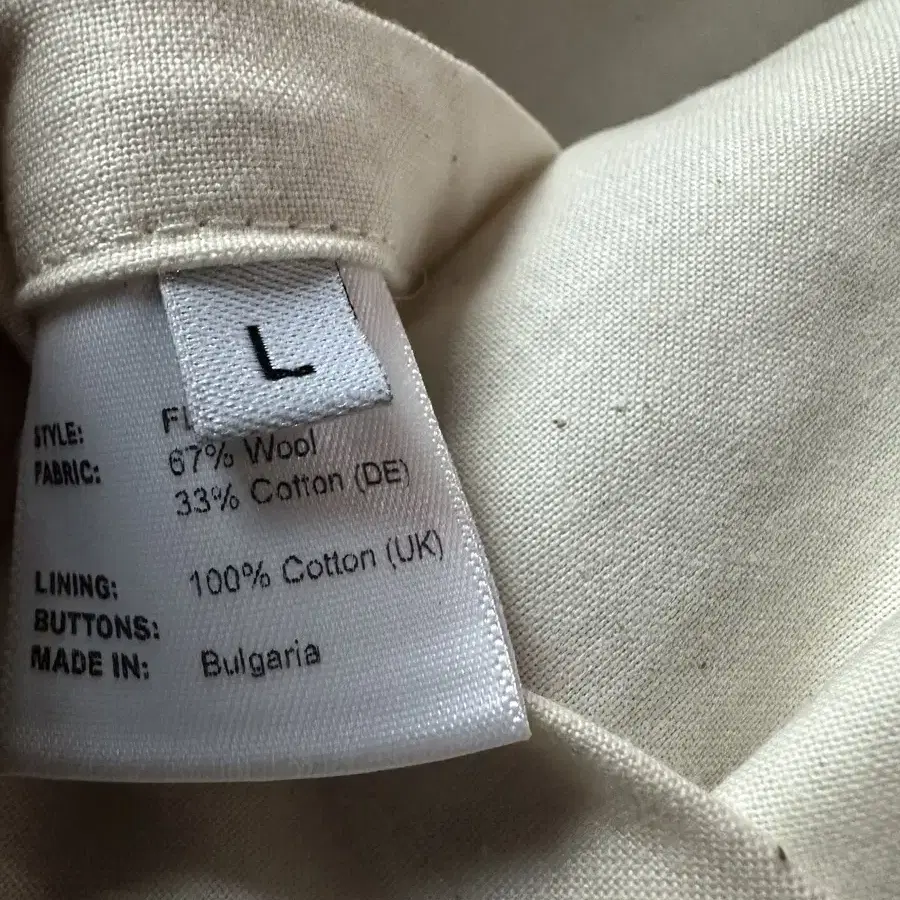 L
STYLE:
FABRIC: 67% Wool
33% Cotton (DE)
LINING: 100% Cotton (UK)
BUTTONS:
MADE IN: Bulgaria